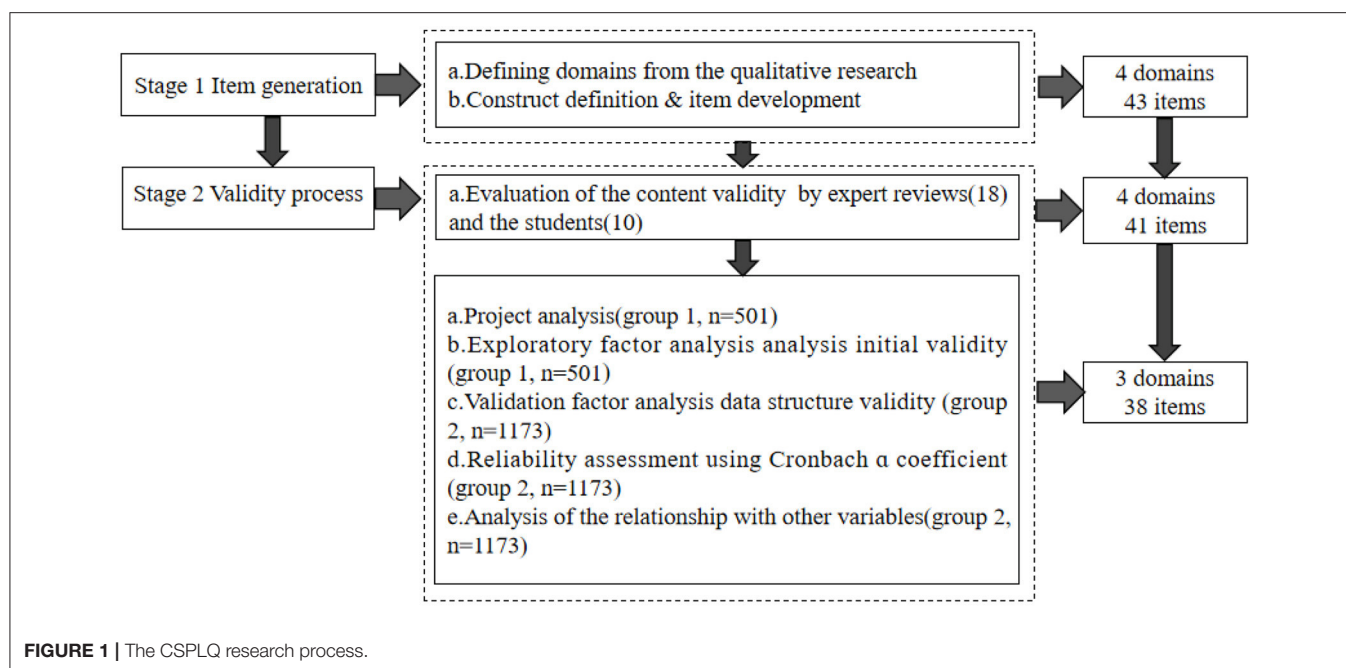 Stage 1 Item generation
a.Defining domains from the qualitative research
b.Construct definition & item development
4 domains
43 items
Stage 2 Validity process
a.Evaluation of the content validity by expert reviews(18)
and the students(10)
4 domains
41 items
a.Project analysis(group 1, n=501)
b.Exploratory factor analysis analysis initial validity
(group 1, n=501)
c.Validation factor analysis data structure validity (group
2, n=1173)
d.Reliability assessment using Cronbach α coefficient
(group 2, n=1173)
e.Analysis of the relationship with other variables(group 2,
n=1173)
3 domains
38 items
FIGURE 1 | The CSPLQ research process.